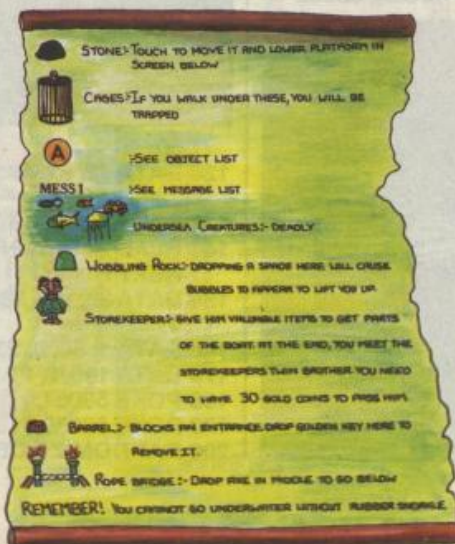 STONE:- TOUCH TO MOVE IT AND LOWER PLATFORM IN
SCREEN BELOW
CAGES:- IF YOU WALK UNDER THESE, YOU WILL BE
TRAPPED
A
:-SEE OBJECT LIST
MESS 1
:-SEE MESSAGE LIST
UNDERSEA CREATURES:- DEADLY
WOBBLING ROCK:- DROPPING A SPADE HERE WILL CAUSE
BUBBLES TO APPEAR TO LIFT YOU UP.
STOREKEEPER:- GIVE HIM VALUABLE ITEMS TO GET PARTS
OF THE BOAT. AT THE END, YOU MEET THE
STOREKEEPERS TWIN BROTHER YOU NEED
TO HAVE 30 GOLD COINS TO PASS HIM
BARREL:- BLOCKS AN ENTRANCE. DROP GOLDEN KEY HERE TO
REMOVE IT.
ROPE BRIDGE:- DROP AXE IN MIDDLE TO GO BELOW
REMEMBER! YOU CANNOT GO UNDERWATER WITHOUT RUBBER SNORKLE